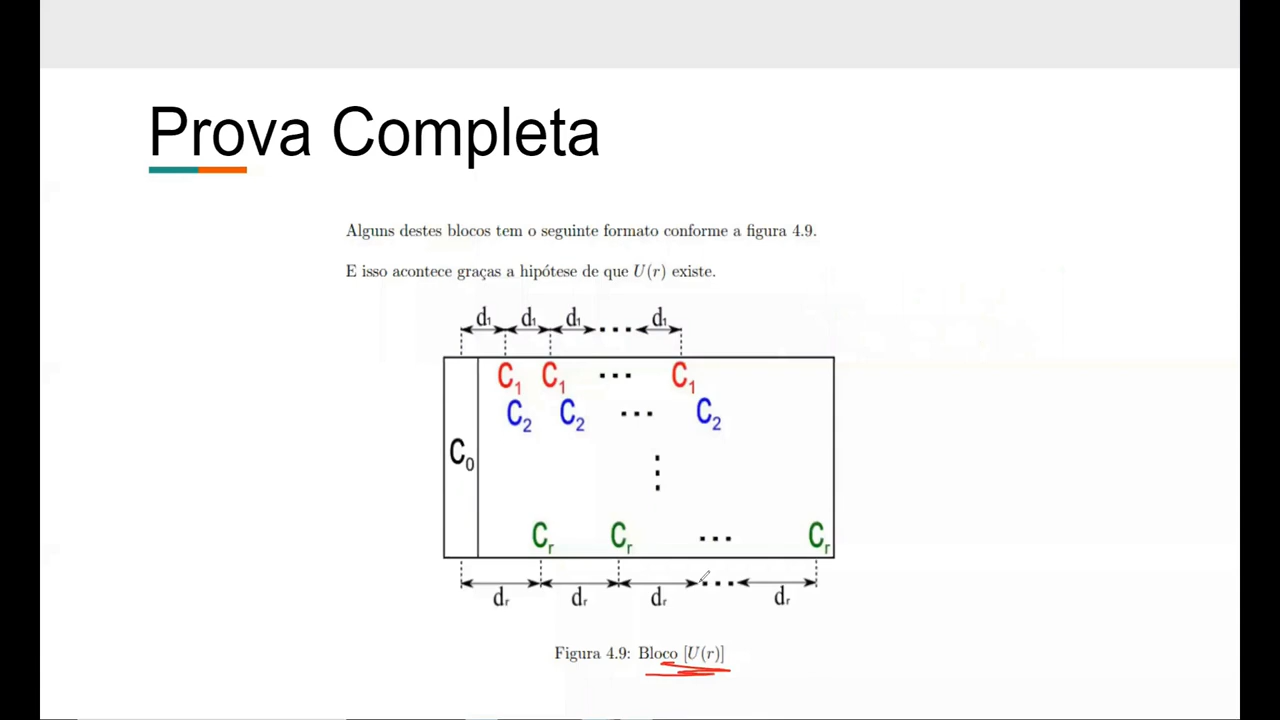 Prova Completa
Alguns destes blocos tem o seguinte formato conforme a figura 4.9.
E isso acontece graças a hipótese de que U(r) existe.
d₁ d₁ d₁ ... d₁
C₁ C₁ ... C₁
C₂ C₂ ... C₂
C₀
⋮
Cᵣ Cᵣ ... Cᵣ
dᵣ dᵣ dᵣ ... dᵣ
Figura 4.9: Bloco [U(r)]